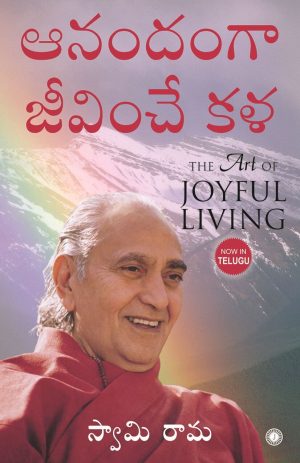 ఆనందంగా
జీవించే కళ
THE Art OF
JOYFUL
LIVING
NOW IN
TELUGU
స్వామి రామ